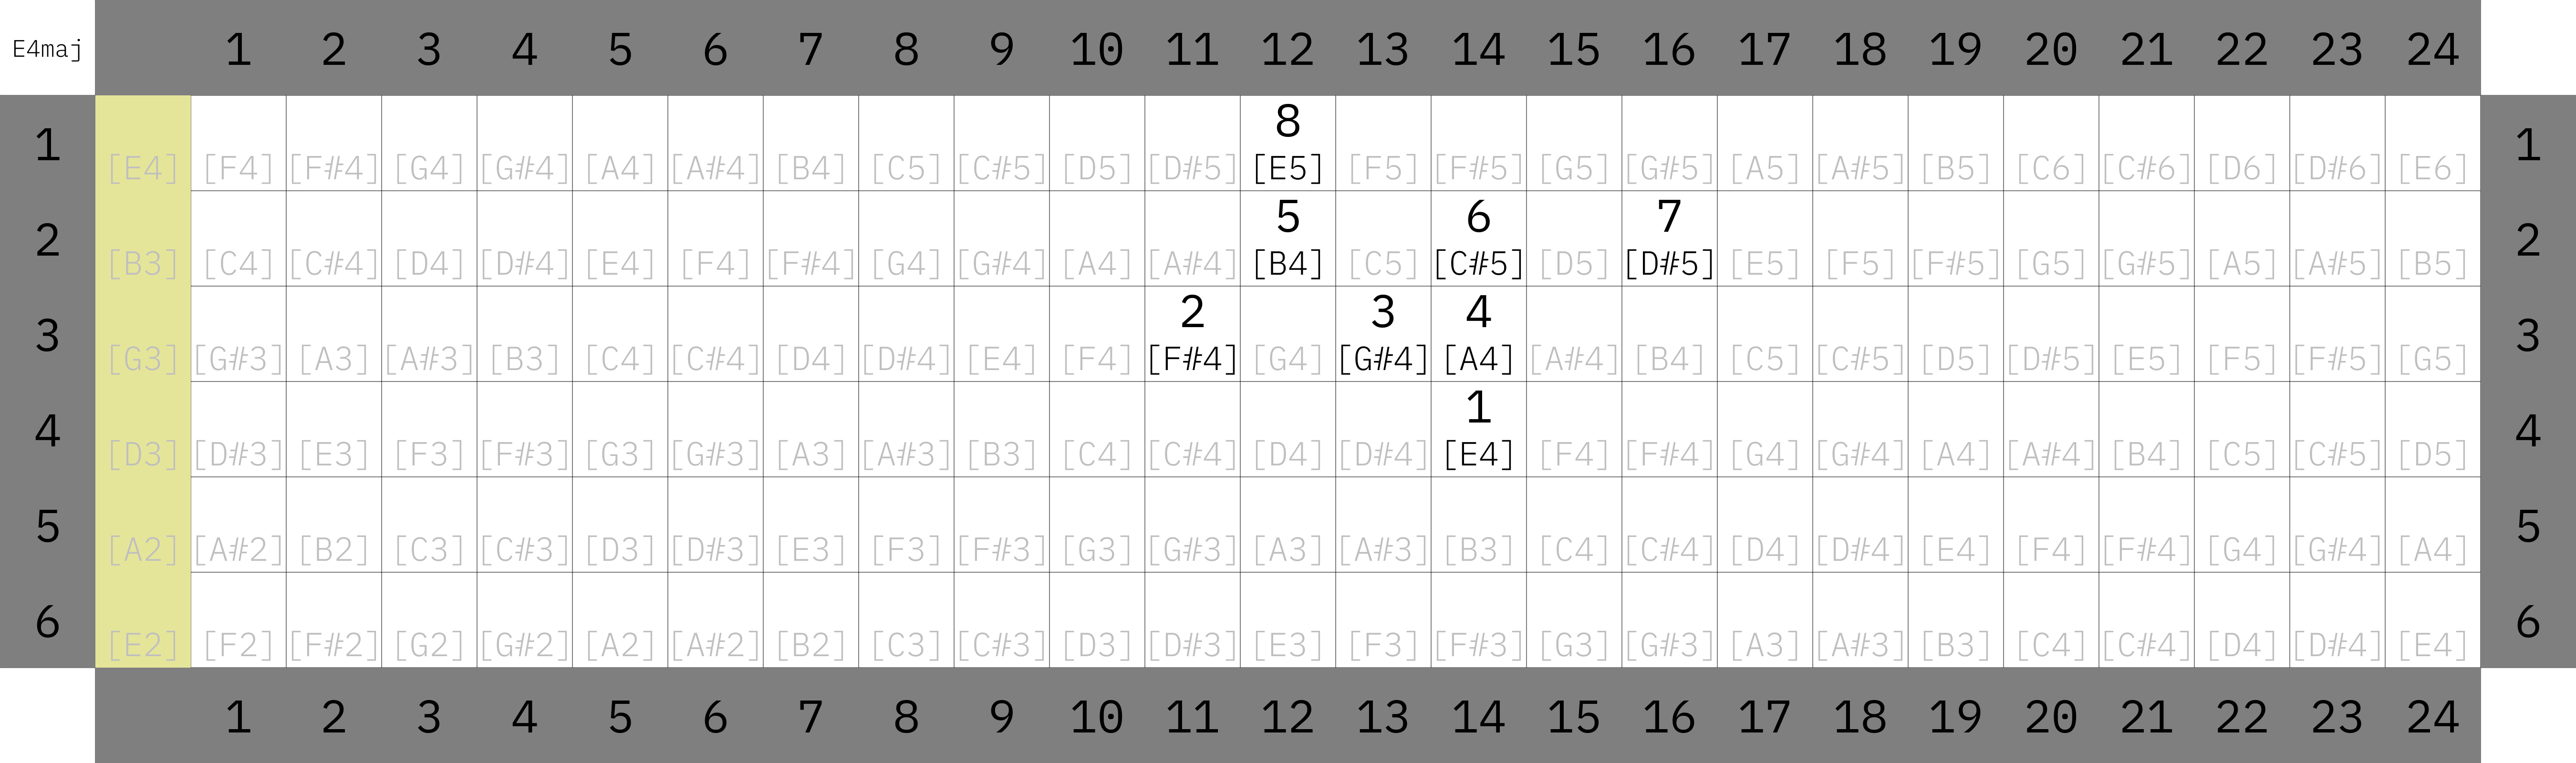 E4maj 1 2 3 4 5 6 7 8 9 10 11 12 13 14 15 16 17 18 19 20 21 22 23 24
8
1 [E4] [F4] [F#4] [G4] [G#4] [A4] [A#4] [B4] [C5] [C#5] [D5] [D#5] [E5] [F5] [F#5] [G5] [G#5] [A5] [A#5] [B5] [C6] [C#6] [D6] [D#6] [E6] 1
5 6 7
2 [B3] [C4] [C#4] [D4] [D#4] [E4] [F4] [F#4] [G4] [G#4] [A4] [A#4] [B4] [C5] [C#5] [D5] [D#5] [E5] [F5] [F#5] [G5] [G#5] [A5] [A#5] [B5] 2
2 3 4
3 [G3] [G#3] [A3] [A#3] [B3] [C4] [C#4] [D4] [D#4] [E4] [F4] [F#4] [G4] [G#4] [A4] [A#4] [B4] [C5] [C#5] [D5] [D#5] [E5] [F5] [F#5] [G5] 3
1
4 [D3] [D#3] [E3] [F3] [F#3] [G3] [G#3] [A3] [A#3] [B3] [C4] [C#4] [D4] [D#4] [E4] [F4] [F#4] [G4] [G#4] [A4] [A#4] [B4] [C5] [C#5] [D5] 4
5 [A2] [A#2] [B2] [C3] [C#3] [D3] [D#3] [E3] [F3] [F#3] [G3] [G#3] [A3] [A#3] [B3] [C4] [C#4] [D4] [D#4] [E4] [F4] [F#4] [G4] [G#4] [A4] 5
6 [E2] [F2] [F#2] [G2] [G#2] [A2] [A#2] [B2] [C3] [C#3] [D3] [D#3] [E3] [F3] [F#3] [G3] [G#3] [A3] [A#3] [B3] [C4] [C#4] [D4] [D#4] [E4] 6
1 2 3 4 5 6 7 8 9 10 11 12 13 14 15 16 17 18 19 20 21 22 23 24